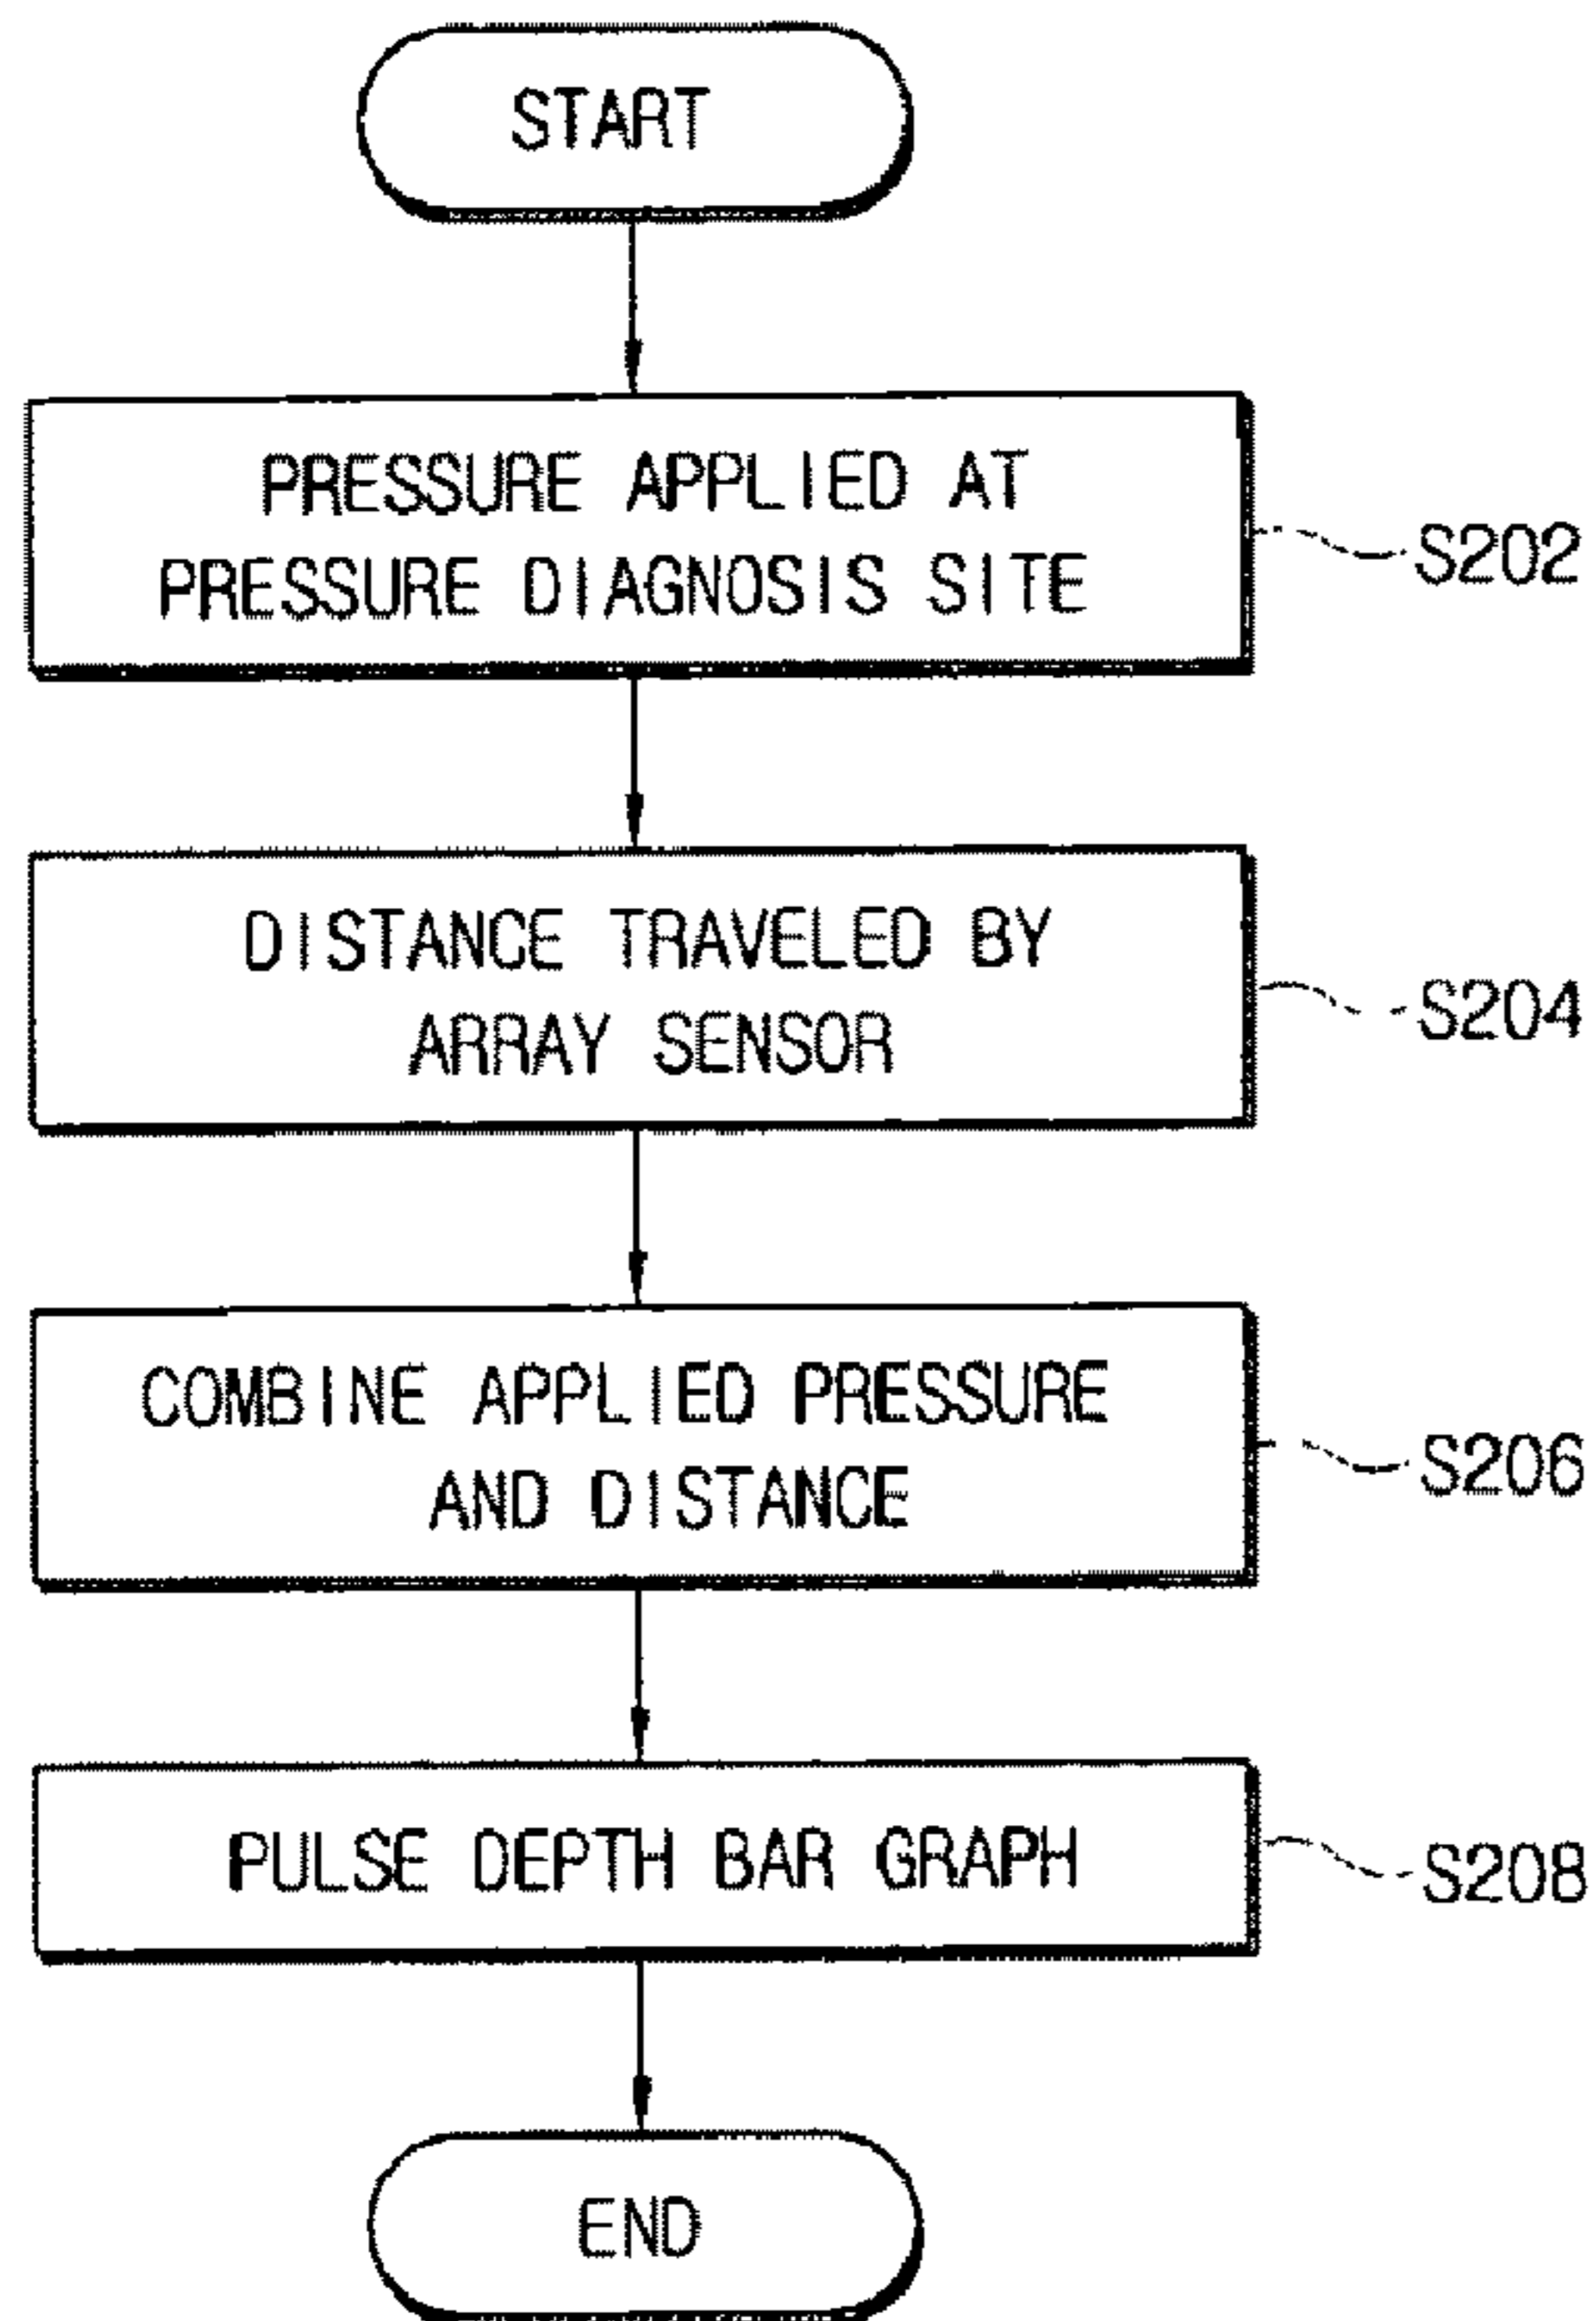 START
PRESSURE APPLIED AT
PRESSURE DIAGNOSIS SITE
S202
DISTANCE TRAVELED BY
ARRAY SENSOR
S204
COMBINE APPLIED PRESSURE
AND DISTANCE
S206
PULSE DEPTH BAR GRAPH
S208
END